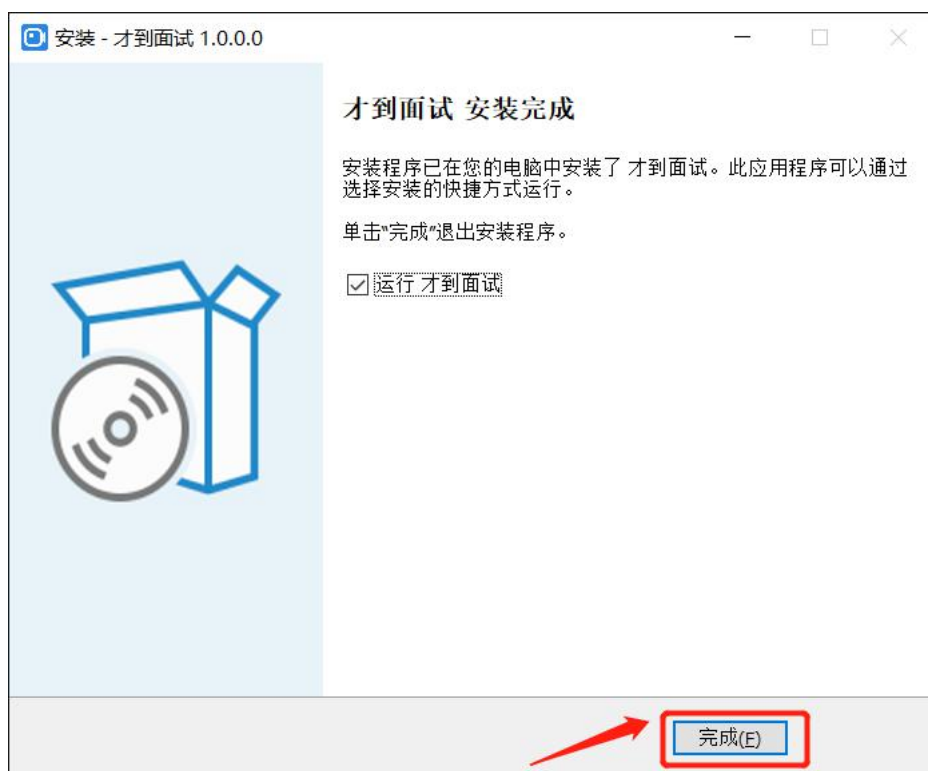 安装 - 才到面试 1.0.0.0
才到面试 安装完成
安装程序已在您的电脑中安装了 才到面试。此应用程序可以通过
选择安装的快捷方式运行。
单击"完成"退出安装程序。
运行 才到面试
完成(F)